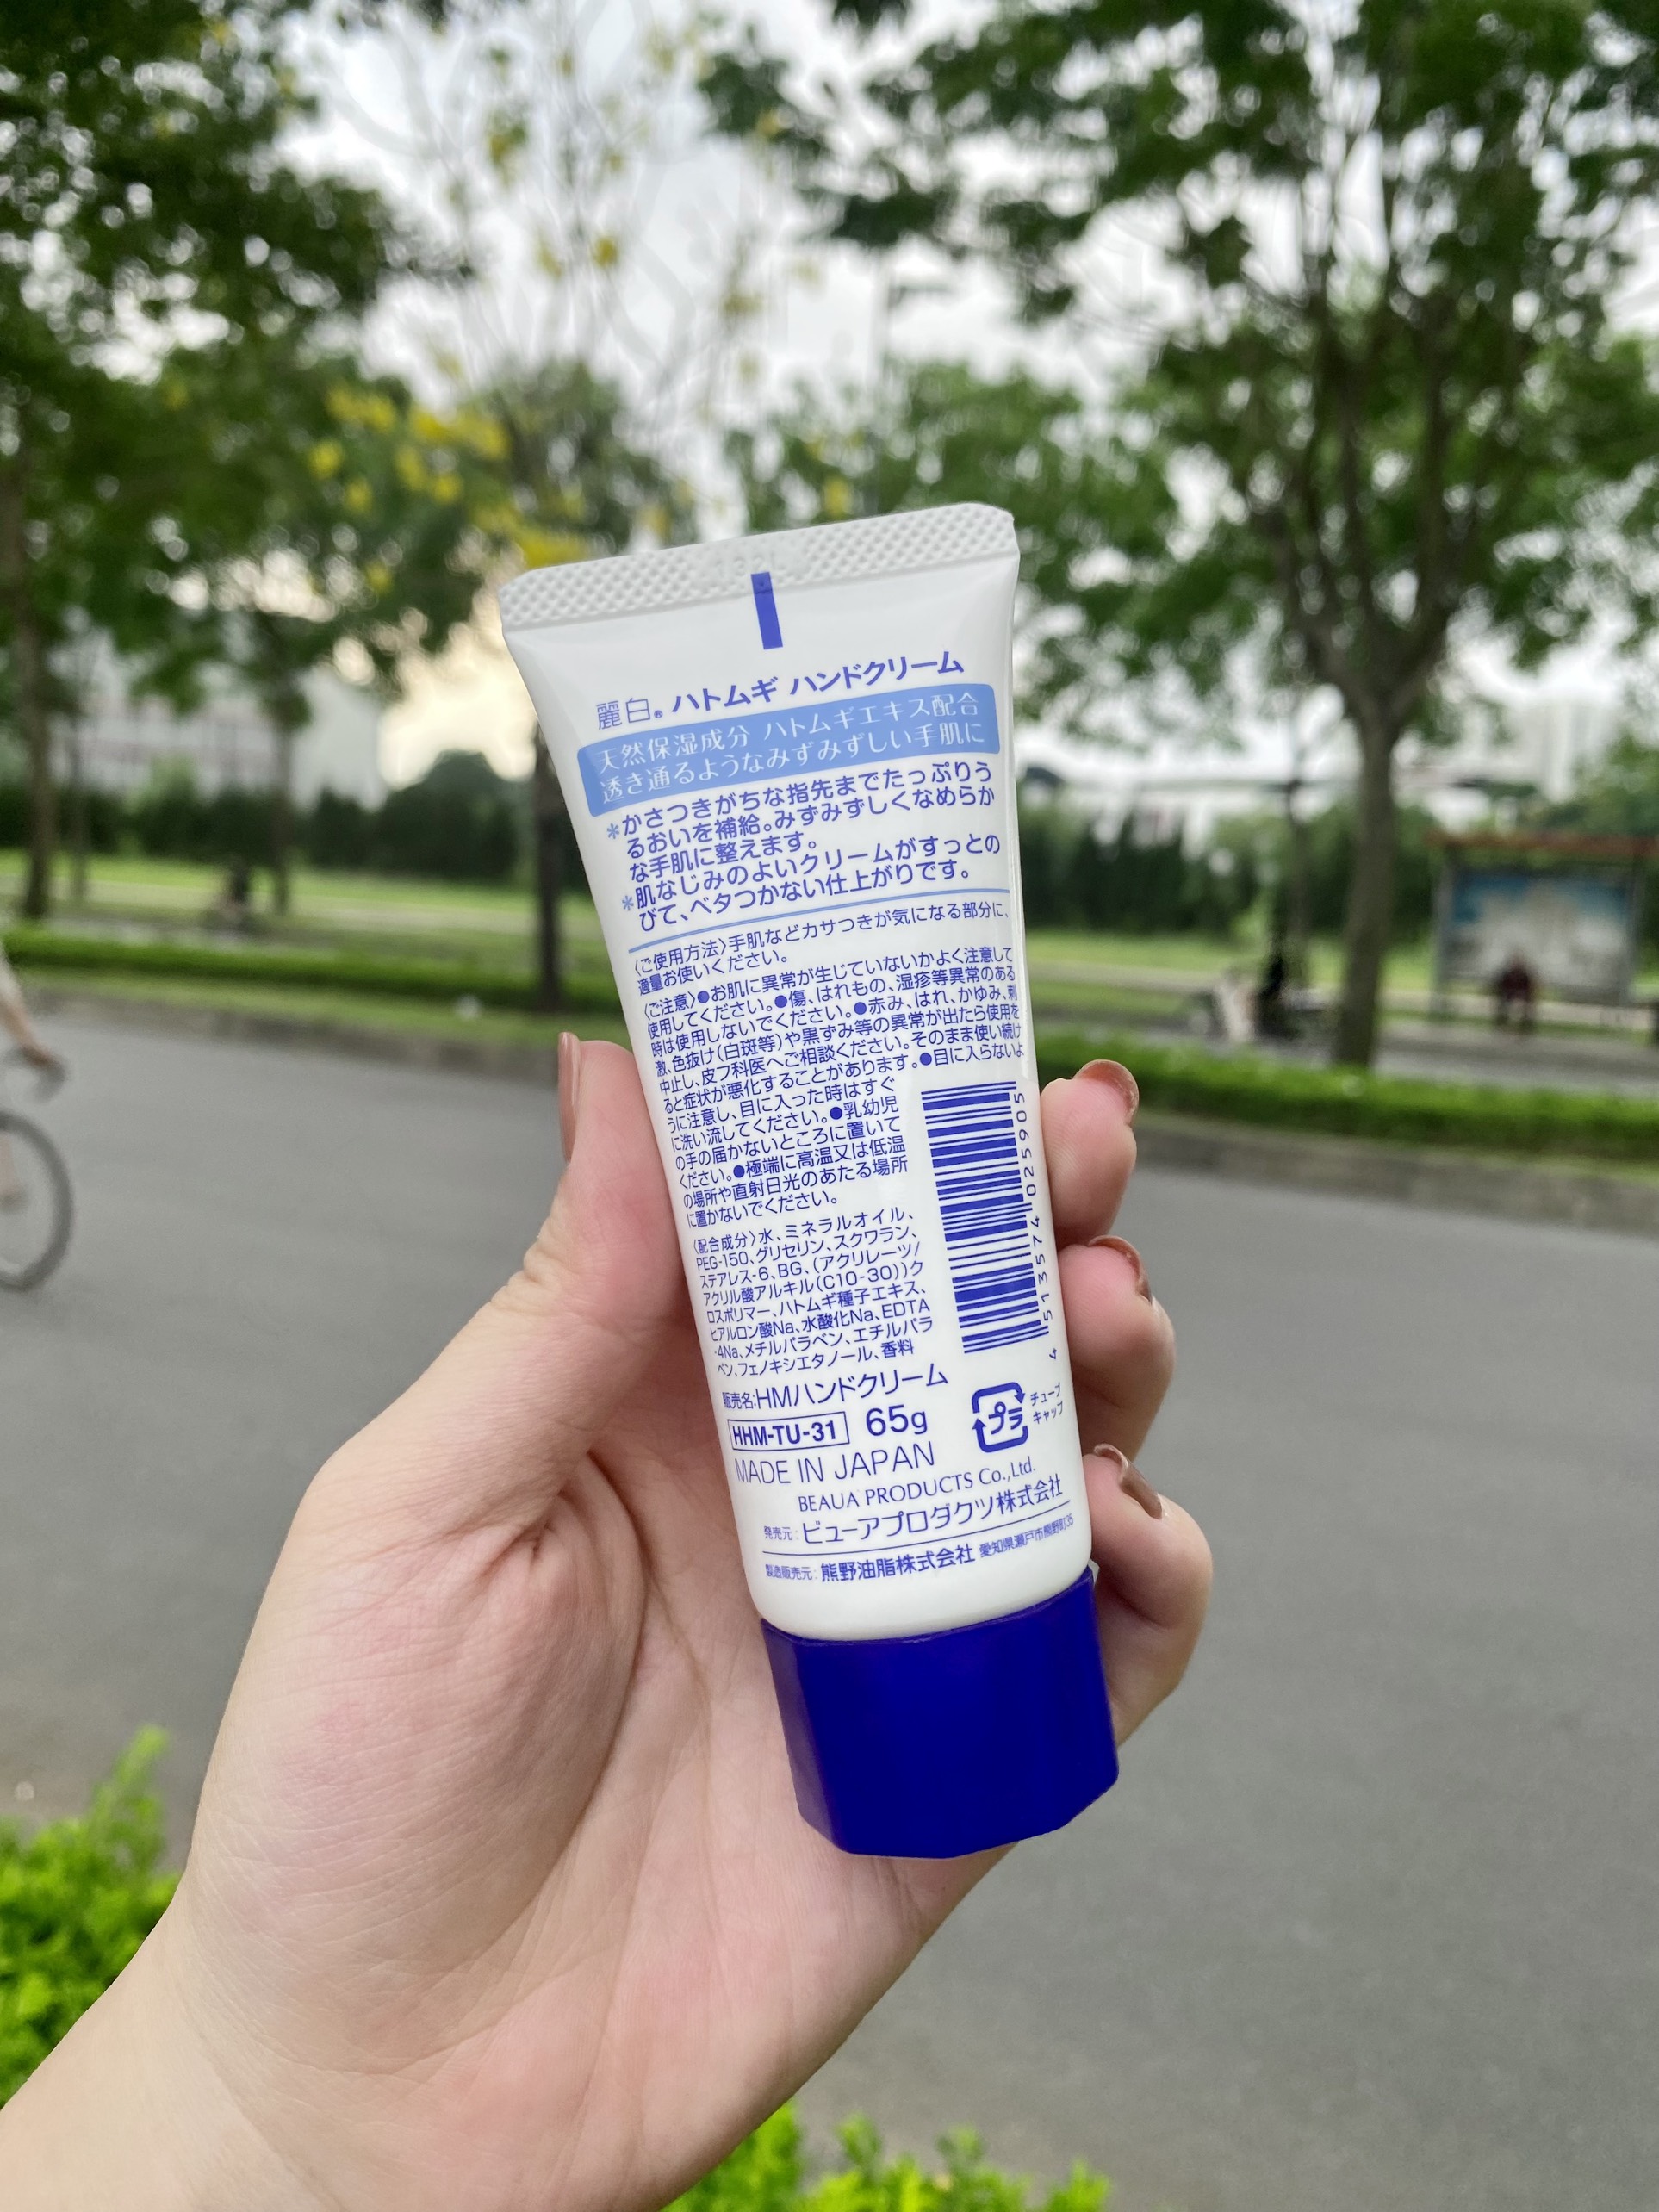 麗白® ハトムギ ハンドクリーム
天然保湿成分 ハトムギエキス配合
透き通るようなみずみずしい手肌に
*かさつきがちな指先までたっぷりう
るおいを補給。みずみずしくなめらか
な手肌に整えます。
*肌なじみのよいクリームがすっとの
びて、ベタつかない仕上がりです。
〈ご使用方法〉手肌などカサつきが気になる部分に、
適量お使いください。
〈ご注意〉●お肌に異常が生じていないかよく注意して
使用してください。●傷、はれもの、湿疹等異常のある
時は使用しないでください。●赤み、はれ、かゆみ、刺
激、色抜け(白斑等)や黒ずみ等の異常が出たら使用を
中止し、皮フ科医へご相談ください。そのまま使い続け
ると症状が悪化することがあります。●目に入らないよ
うに注意し、目に入った時はすぐ
に洗い流してください。●乳幼児
の手の届かないところに置いて
ください。●極端に高温又は低温
の場所や直射日光のあたる場所
に置かないでください。
〈配合成分〉水、ミネラルオイル、
PEG-150、グリセリン、スクワラン、
ステアレス-6、BG、(アクリレーツ/
アクリル酸アルキル(C10-30))ク
ロスポリマー、ハトムギ種子エキス、
ヒアルロン酸Na、水酸化Na、EDTA
-4Na、メチルパラベン、エチルパラ
ベン、フェノキシエタノール、香料
4 513574 025905
販売名:HMハンドクリーム
HHM-TU-31 65g
プラ チューブ
キャップ
MADE IN JAPAN
BEAUA PRODUCTS Co.,Ltd.
発売元:ビューアプロダクツ株式会社
製造販売元:熊野油脂株式会社 愛知県瀬戸市熊野町35